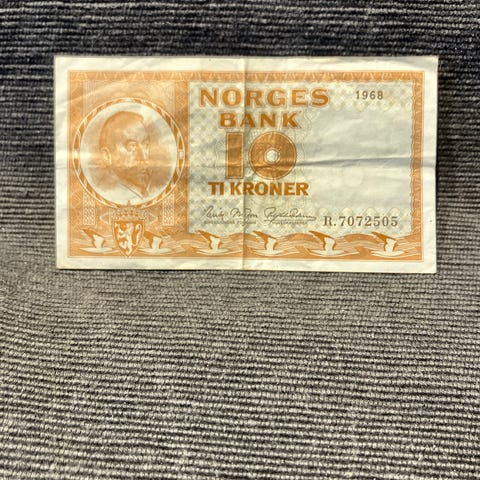 NORGES
1968
BANK
10
TI KRONER
R.7072505